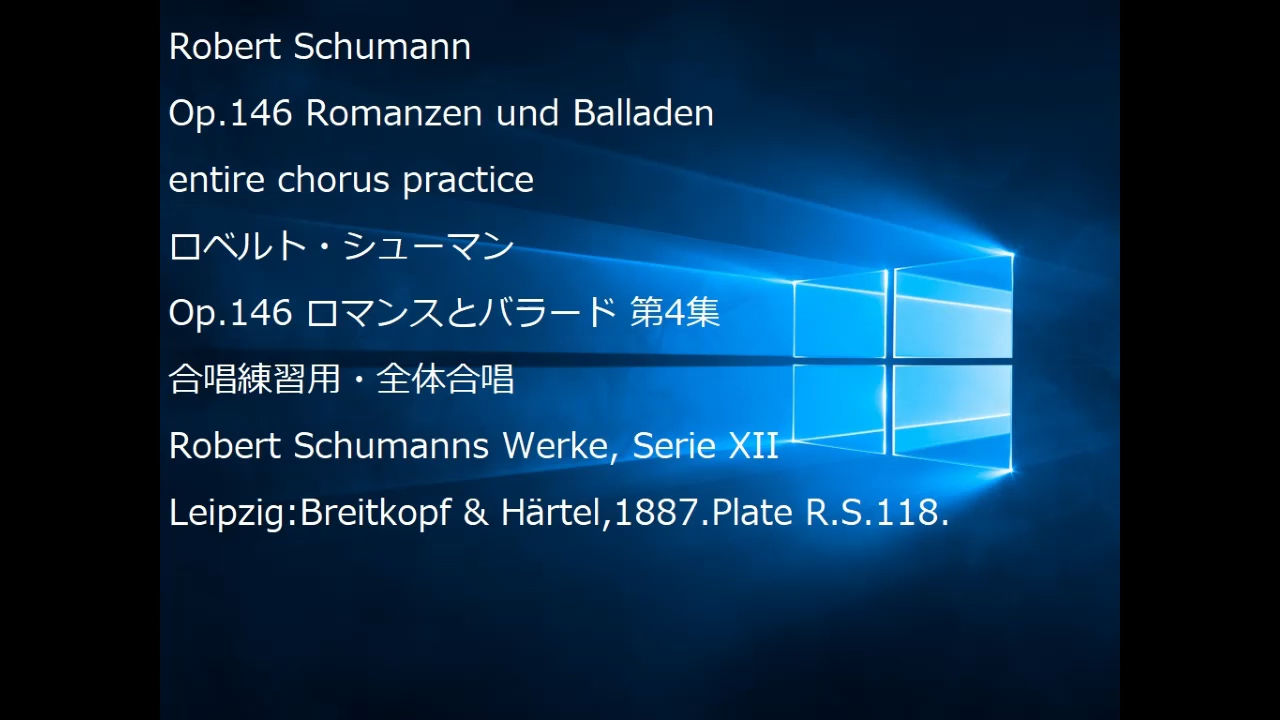 Robert Schumann
Op.146 Romanzen und Balladen
entire chorus practice
ロベルト・シューマン
Op.146 ロマンスとバラード 第4集
合唱練習用・全体合唱
Robert Schumanns Werke, Serie XII
Leipzig:Breitkopf & Härtel,1887.Plate R.S.118.